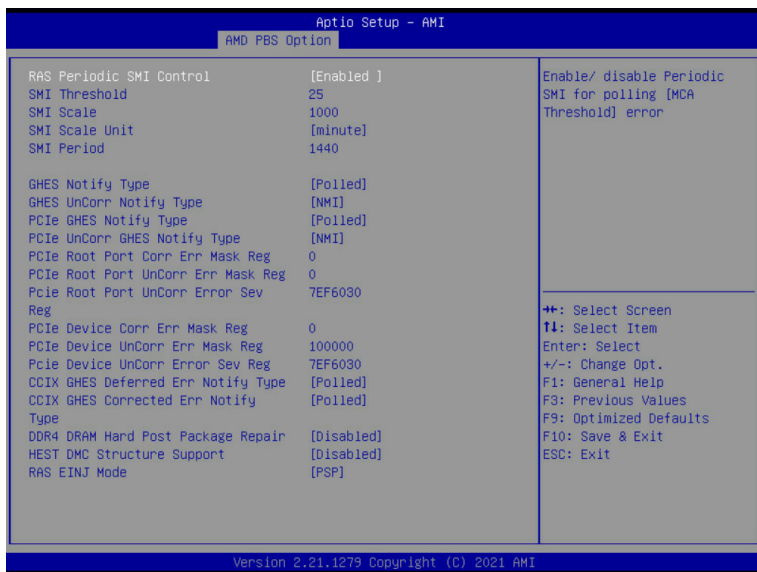 Aptio Setup - AMI
AMD PBS Option
RAS Periodic SMI Control [Enabled ]
SMI Threshold 25
SMI Scale 1000
SMI Scale Unit [minute]
SMI Period 1440
GHES Notify Type [Polled]
GHES UnCorr Notify Type [NMI]
PCIe GHES Notify Type [Polled]
PCIe UnCorr GHES Notify Type [NMI]
PCIe Root Port Corr Err Mask Reg 0
PCIe Root Port UnCorr Err Mask Reg 0
Pcie Root Port UnCorr Error Sev 7EF6030
Reg
PCIe Device Corr Err Mask Reg 0
PCIe Device UnCorr Err Mask Reg 100000
Pcie Device UnCorr Error Sev Reg 7EF6030
CCIX GHES Deferred Err Notify Type [Polled]
CCIX GHES Corrected Err Notify [Polled]
Type
DDR4 DRAM Hard Post Package Repair [Disabled]
HEST DMC Structure Support [Disabled]
RAS EINJ Mode [PSP]
Enable/ disable Periodic
SMI for polling [MCA
Threshold] error
→←: Select Screen
↑↓: Select Item
Enter: Select
+/-: Change Opt.
F1: General Help
F3: Previous Values
F9: Optimized Defaults
F10: Save & Exit
ESC: Exit
Version 2.21.1279 Copyright (C) 2021 AMI